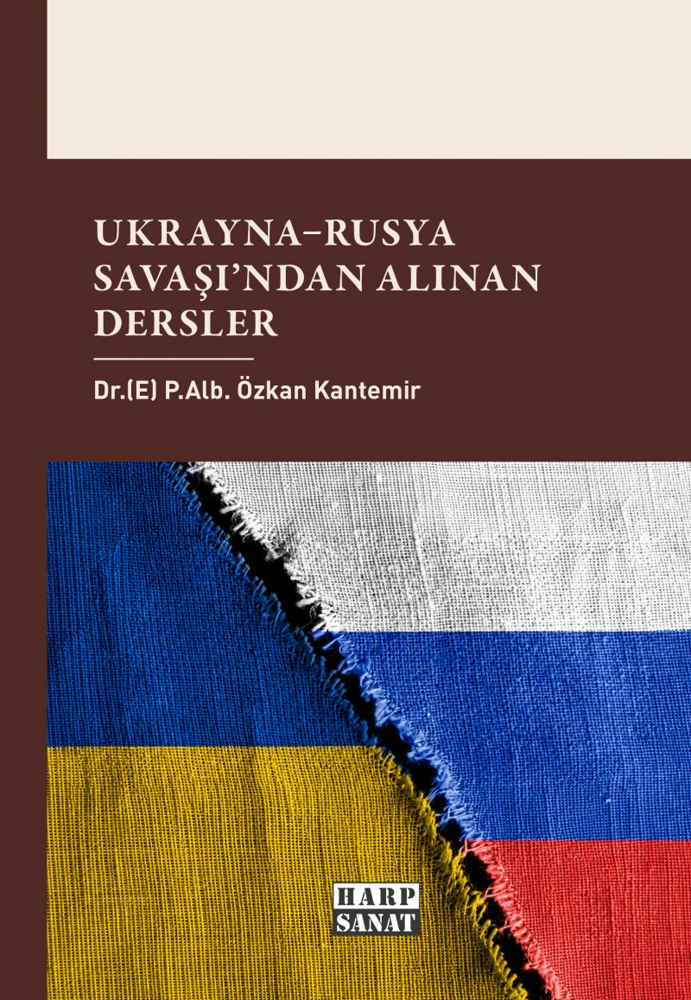 UKRAYNA–RUSYA
SAVAŞI’NDAN ALINAN
DERSLER
Dr.(E) P.Alb. Özkan Kantemir
HARP
SANAT